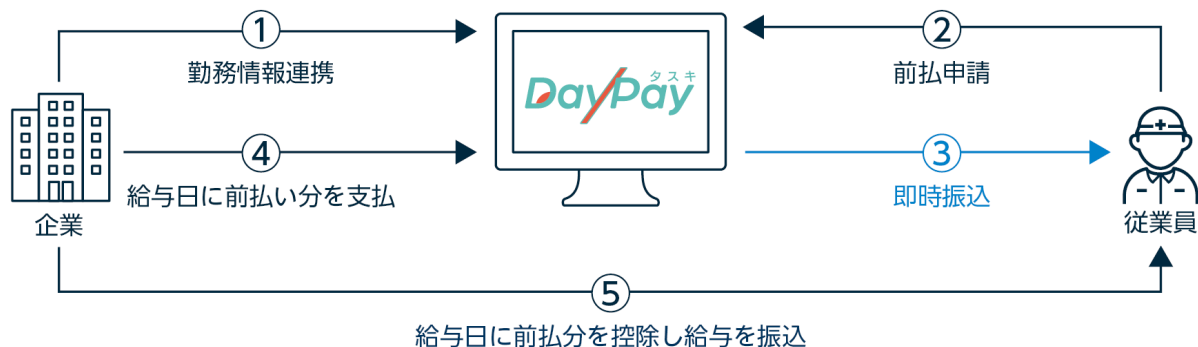 ①
勤務情報連携
②
前払申請
タスキ
DayPay
④
給与日に前払い分を支払
③
即時振込
企業
従業員
⑤
給与日に前払分を控除し給与を振込